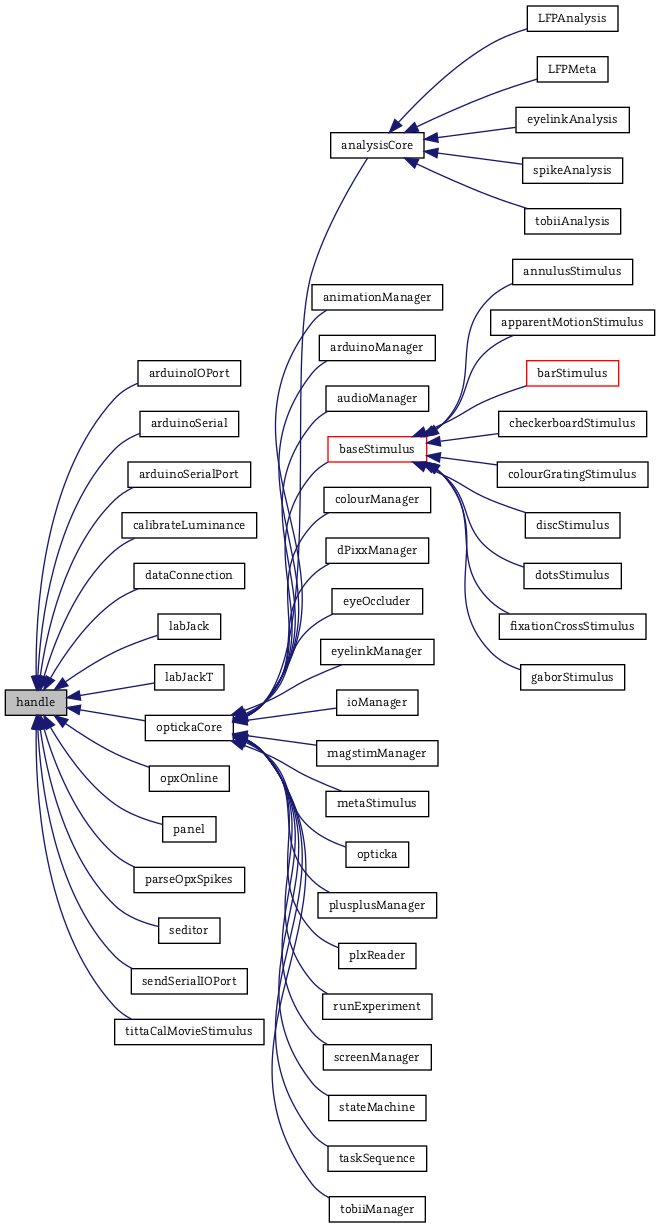 handle
arduinoIOPort
arduinoSerial
arduinoSerialPort
calibrateLuminance
dataConnection
labJack
labJackT
optickaCore
opxOnline
panel
parseOpxSpikes
seditor
sendSerialIOPort
tittaCalMovieStimulus
analysisCore
animationManager
arduinoManager
audioManager
baseStimulus
colourManager
dPixxManager
eyeOccluder
eyelinkManager
ioManager
magstimManager
metaStimulus
opticka
plusplusManager
plxReader
runExperiment
screenManager
stateMachine
taskSequence
tobiiManager
LFPAnalysis
LFPMeta
eyelinkAnalysis
spikeAnalysis
tobiiAnalysis
annulusStimulus
apparentMotionStimulus
barStimulus
checkerboardStimulus
colourGratingStimulus
discStimulus
dotsStimulus
fixationCrossStimulus
gaborStimulus